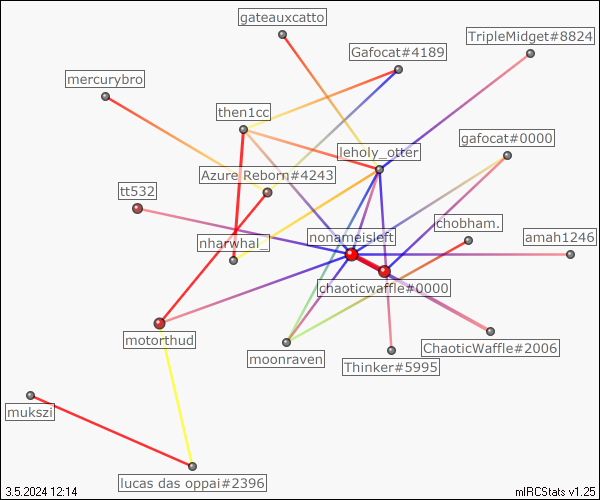 gateauxcatto
TripleMidget#8824
Gafocat#4189
mercurybro
then1cc
gafocat#0000
leholy_otter
Azure Reborn#4243
tt532
chobham.
nonameisleft
amah1246
nharwhal_
chaoticwaffle#0000
motorthud
ChaoticWaffle#2006
moonraven
Thinker#5995
mukszi
lucas das oppai#2396
3.5.2024 12:14
mIRCStats v1.25